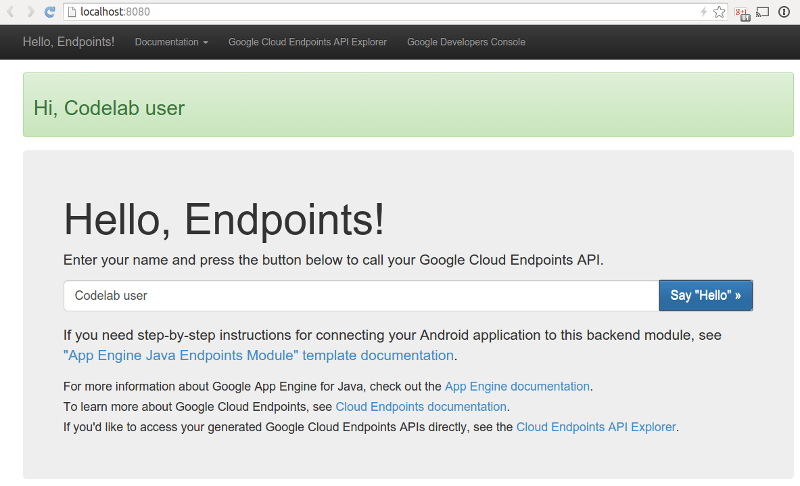 localhost:8080
Hello, Endpoints! Documentation Google Cloud Endpoints API Explorer Google Developers Console
Hi, Codelab user
Hello, Endpoints!
Enter your name and press the button below to call your Google Cloud Endpoints API.
Codelab user Say "Hello" »
If you need step-by-step instructions for connecting your Android application to this backend module, see
"App Engine Java Endpoints Module" template documentation.
For more information about Google App Engine for Java, check out the App Engine documentation.
To learn more about Google Cloud Endpoints, see Cloud Endpoints documentation.
If you'd like to access your generated Google Cloud Endpoints APIs directly, see the Cloud Endpoints API Explorer.